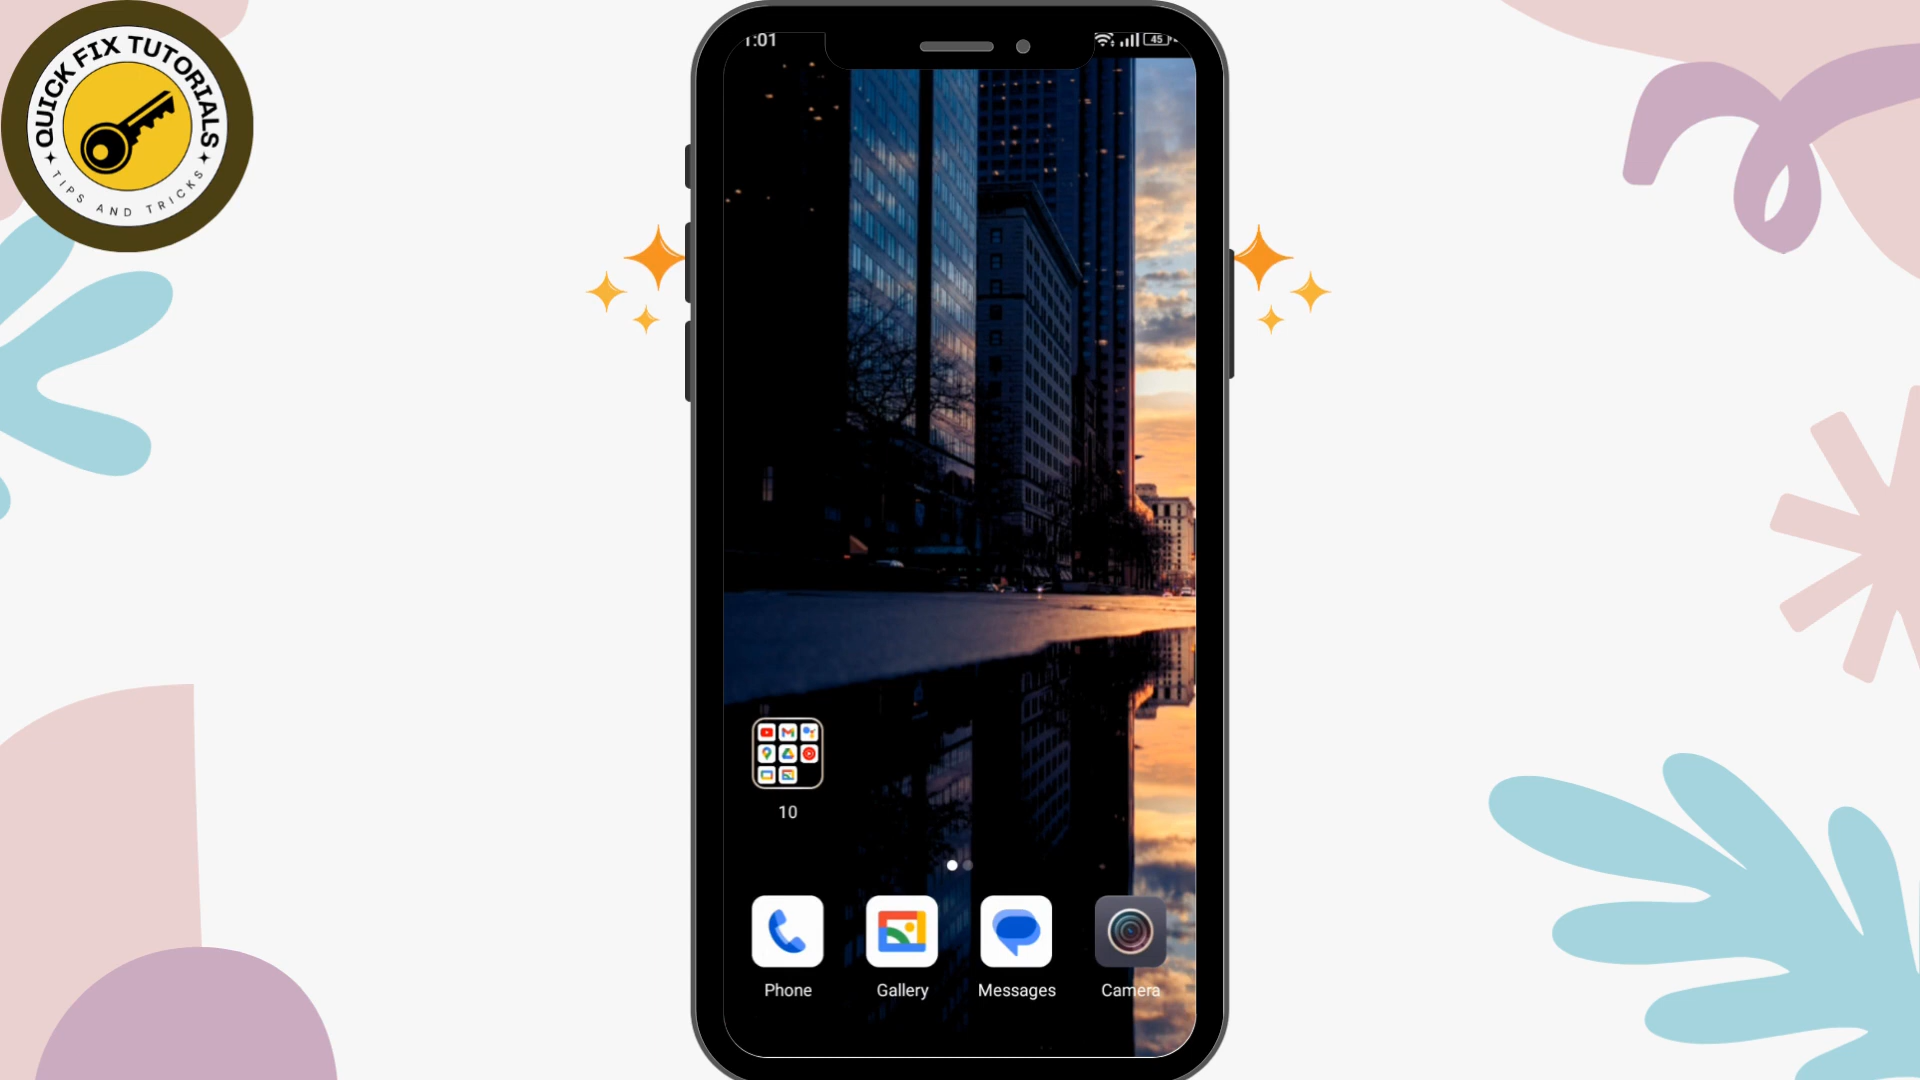 QUICK FIX TUTORIALS
TIPS AND TRICKS
1:01
45
10
Phone
Gallery
Messages
Camera